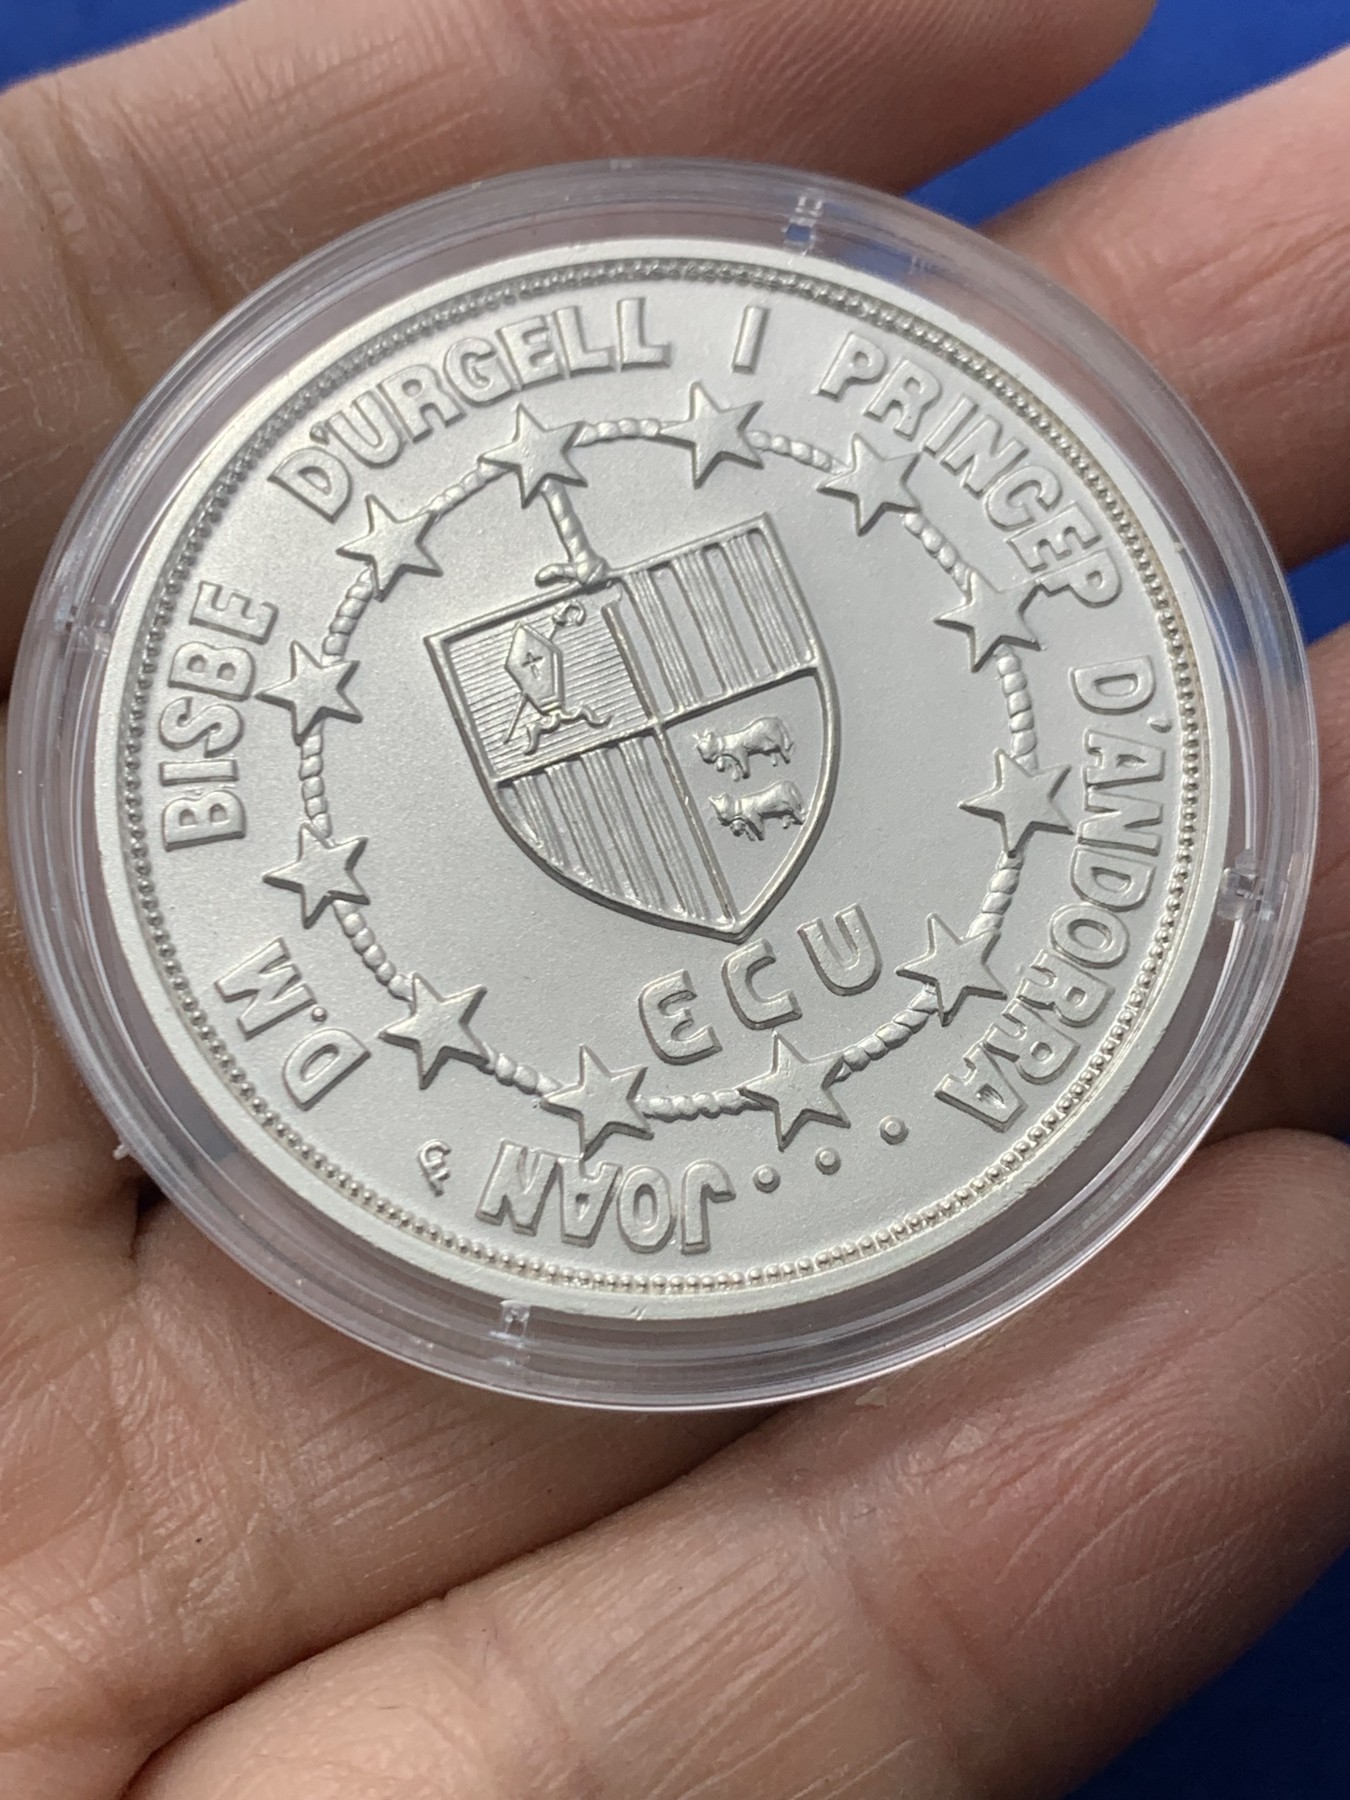 JOAN D.M BISBE D'URGELL I PRINCEP D'ANDORRA....
ECU